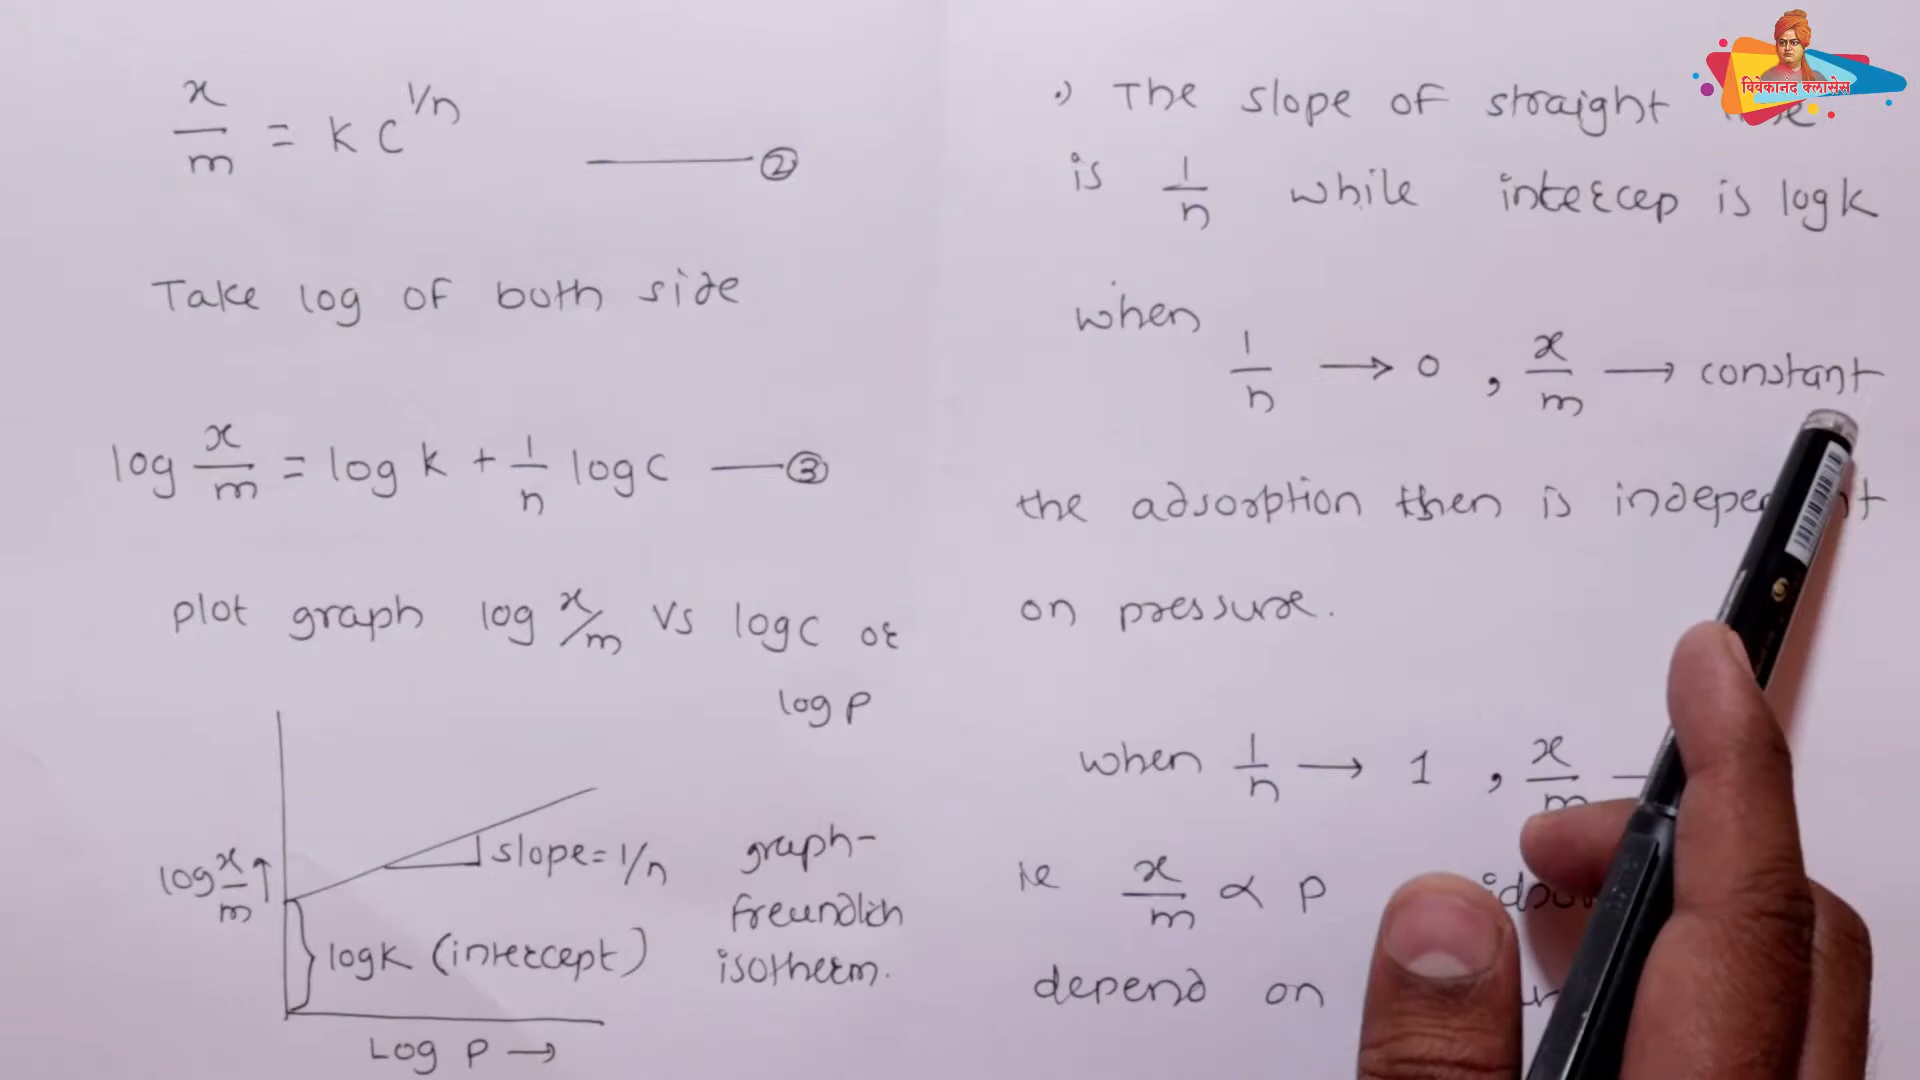 x/m = k C^1/n —— ②
Take log of both side
log x/m = log k + 1/n log C —— ③
plot graph log x/m vs log C or
log P
log x/m ↑
slope = 1/n
log k (intercept)
Log P →
graph-
freundlich
isotherm.
•) The slope of straight
is 1/n while intercep is log k
when
1/n → 0 , x/m → constant
the adsorption then is
on pressure.
when 1/n → 1 , x/m
ie x/m ∝ P
depend on
विवेकानंद क्लासेस